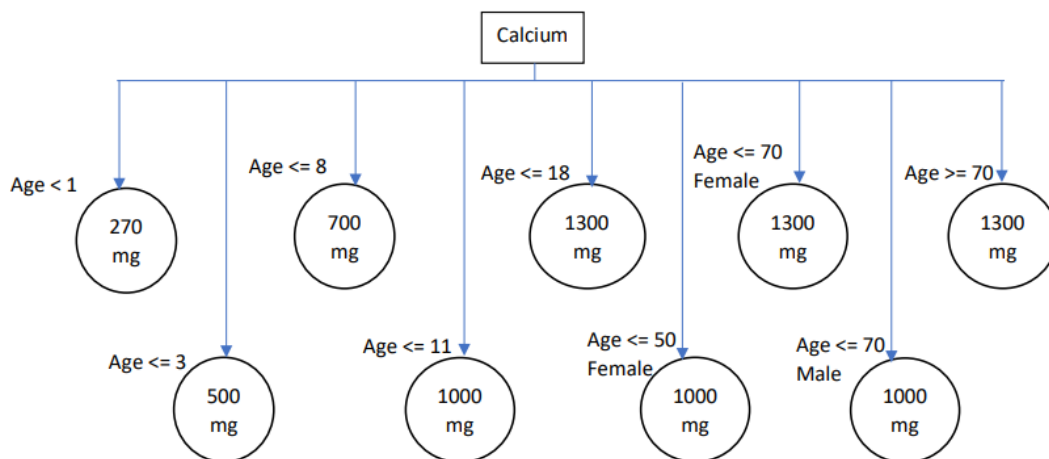 Calcium
Age < 1
270
mg
Age <= 3
500
mg
Age <= 8
700
mg
Age <= 11
1000
mg
Age <= 18
1300
mg
Age <= 50
Female
1000
mg
Age <= 70
Female
1300
mg
Age <= 70
Male
1000
mg
Age >= 70
1300
mg